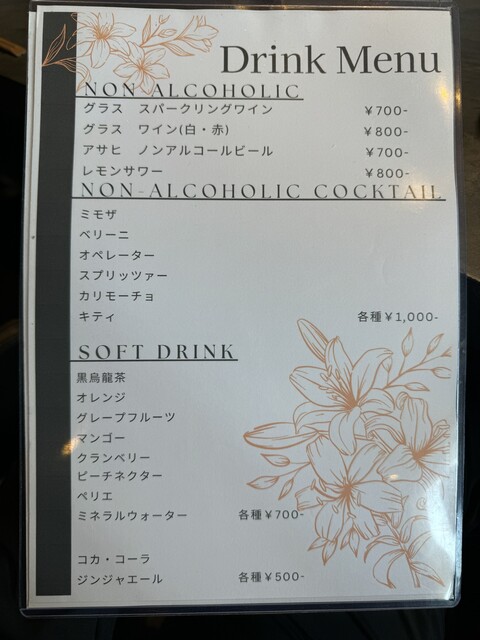 Drink Menu
NON ALCOHOLIC
グラス スパークリングワイン ￥700-
グラス ワイン(白・赤) ￥800-
アサヒ ノンアルコールビール ￥700-
レモンサワー ￥800-
NON-ALCOHOLIC COCKTAIL
ミモザ
ベリーニ
オペレーター
スプリッツァー
カリモーチョ
キティ 各種￥1,000-
SOFT DRINK
黒烏龍茶
オレンジ
グレープフルーツ
マンゴー
クランベリー
ピーチネクター
ペリエ
ミネラルウォーター 各種￥700-
コカ・コーラ
ジンジャエール 各種￥500-